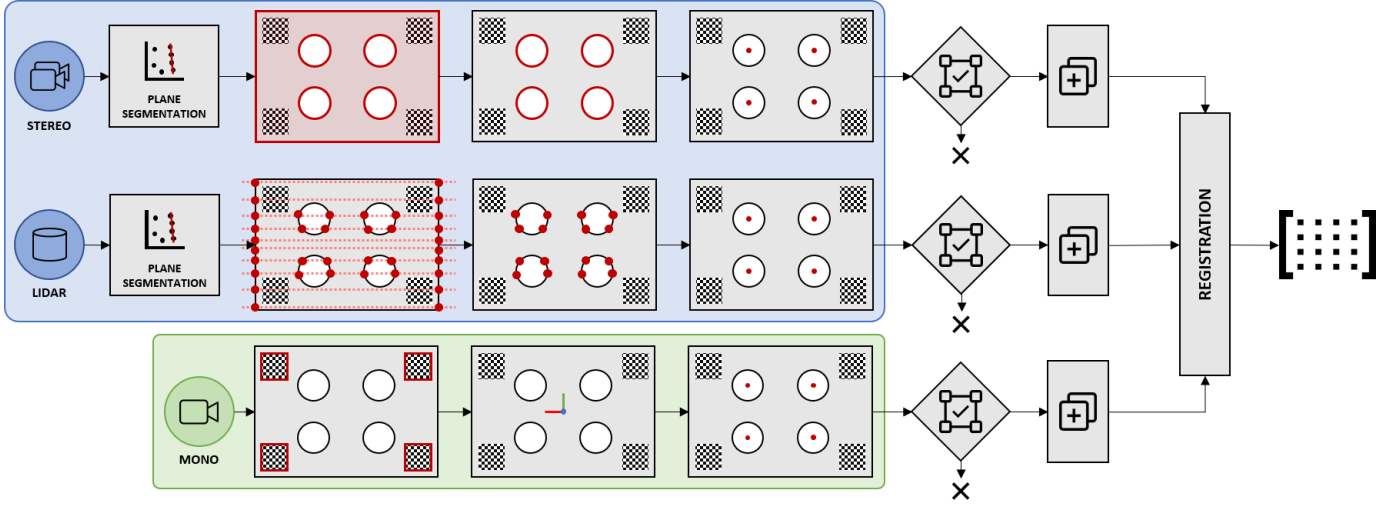 STEREO
PLANE
SEGMENTATION
LIDAR
PLANE
SEGMENTATION
MONO
REGISTRATION